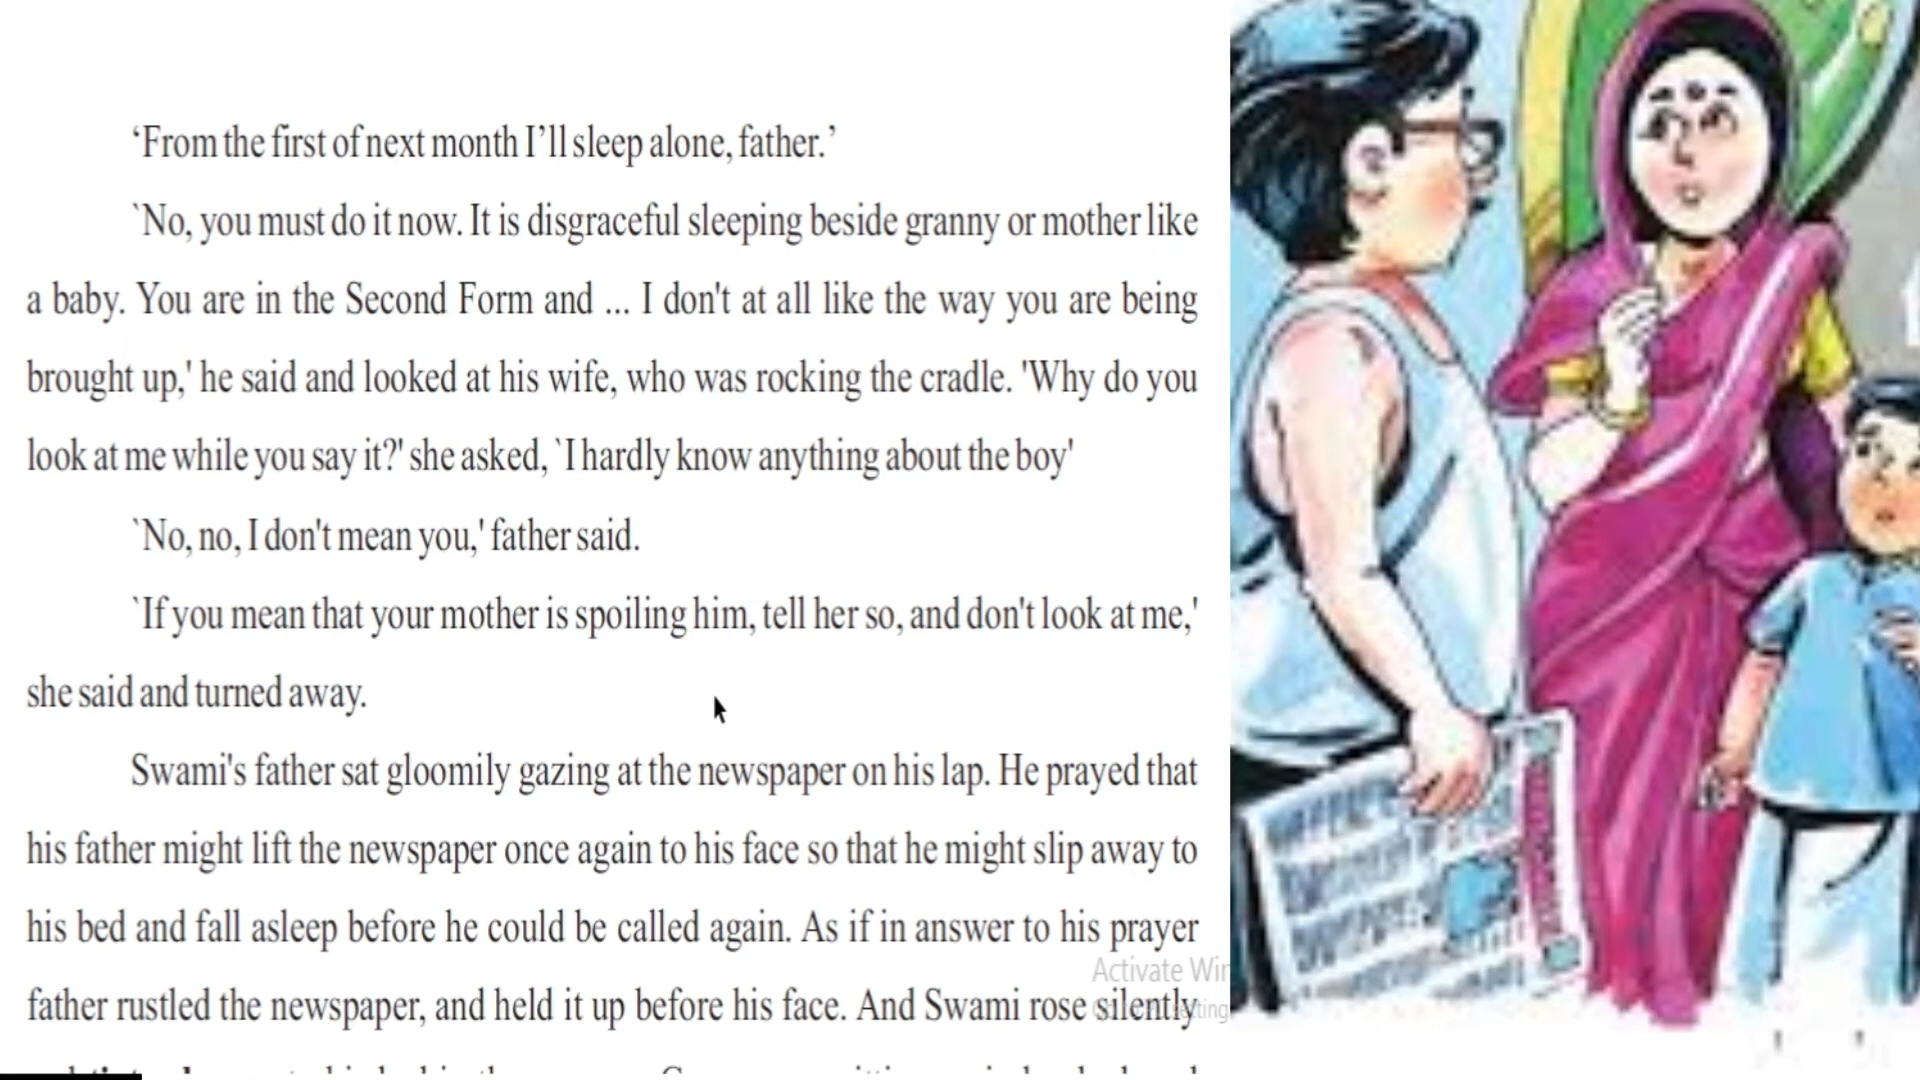 ‘From the first of next month I’ll sleep alone, father.’
`No, you must do it now. It is disgraceful sleeping beside granny or mother like
a baby. You are in the Second Form and ... I don't at all like the way you are being
brought up,' he said and looked at his wife, who was rocking the cradle. 'Why do you
look at me while you say it?' she asked, `I hardly know anything about the boy'
`No, no, I don't mean you,' father said.
`If you mean that your mother is spoiling him, tell her so, and don't look at me,'
she said and turned away.
Swami's father sat gloomily gazing at the newspaper on his lap. He prayed that
his father might lift the newspaper once again to his face so that he might slip away to
his bed and fall asleep before he could be called again. As if in answer to his prayer
father rustled the newspaper, and held it up before his face. And Swami rose silently
Activate Win